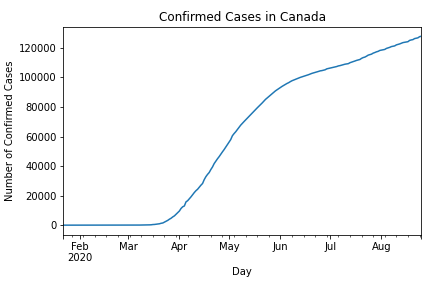 Confirmed Cases in Canada
Number of Confirmed Cases
120000
100000
80000
60000
40000
20000
0
Feb Mar Apr May Jun Jul Aug
2020
Day